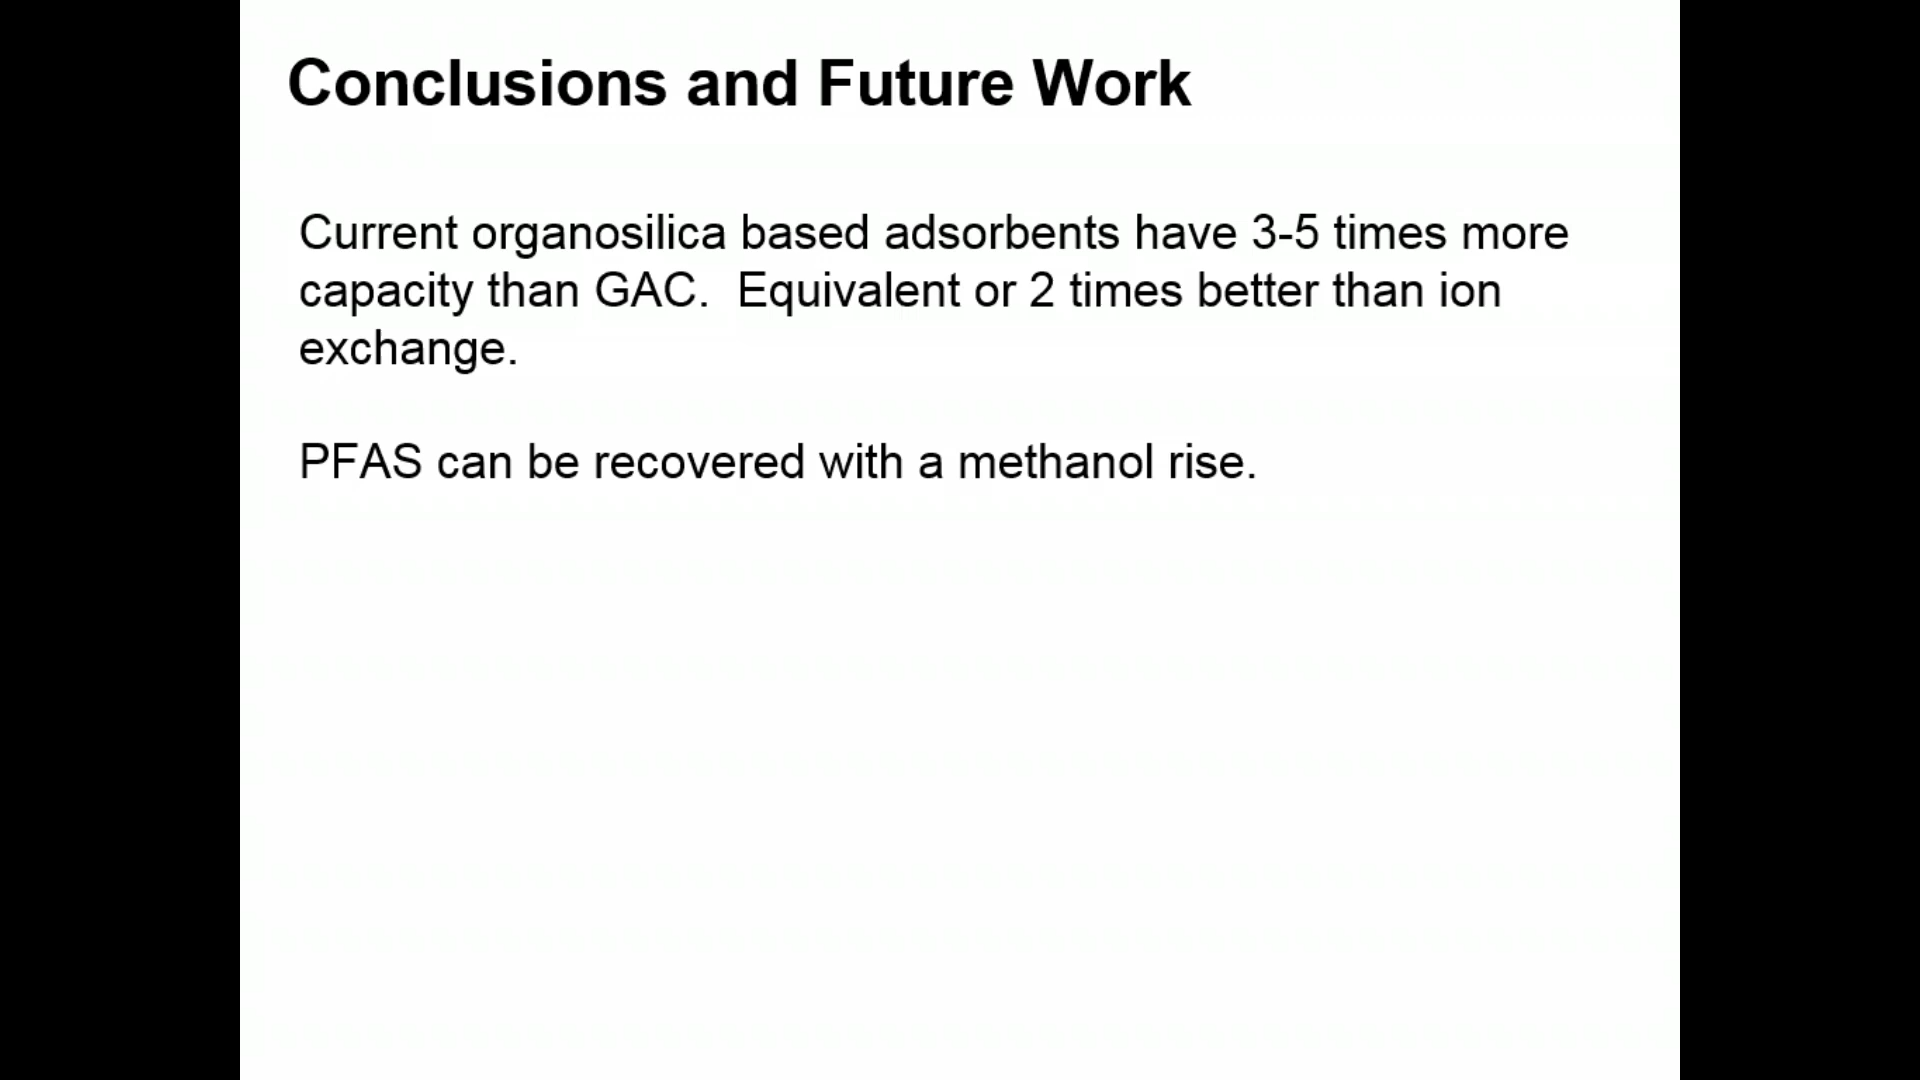 Conclusions and Future Work
Current organosilica based adsorbents have 3-5 times more
capacity than GAC.  Equivalent or 2 times better than ion
exchange.
PFAS can be recovered with a methanol rise.